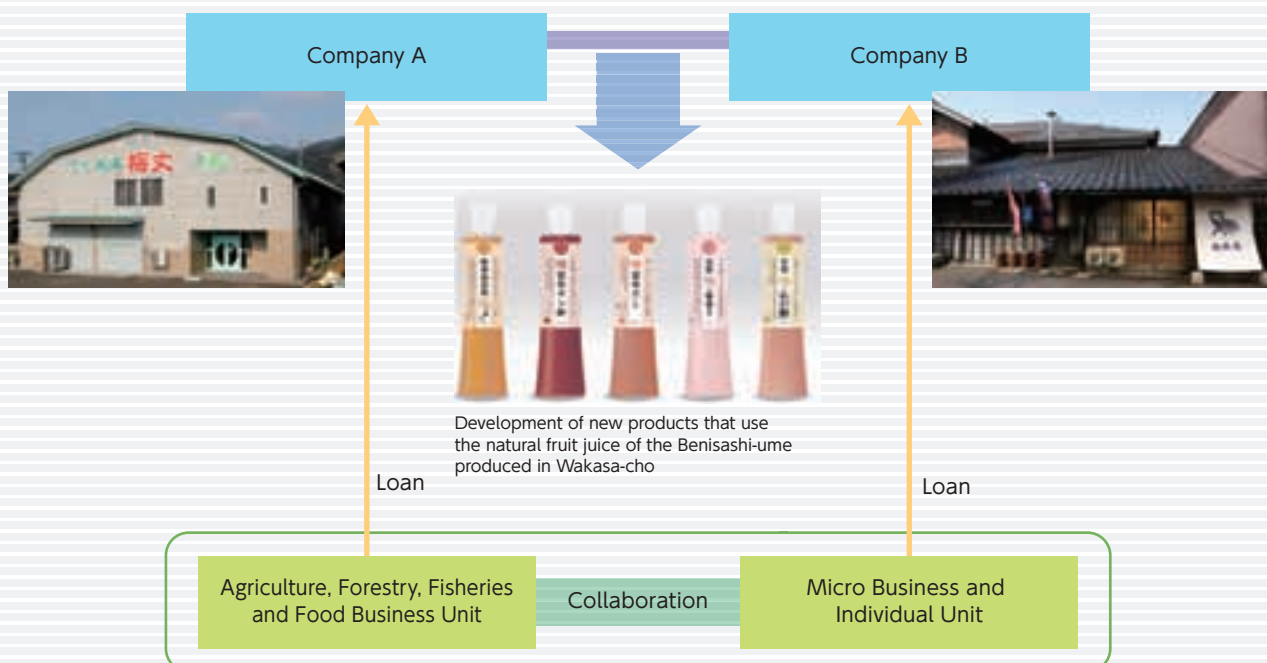 Company A
Company B
梅丈
Development of new products that use
the natural fruit juice of the Benisashi-ume
produced in Wakasa-cho
Loan
Loan
Agriculture, Forestry, Fisheries
and Food Business Unit
Collaboration
Micro Business and
Individual Unit